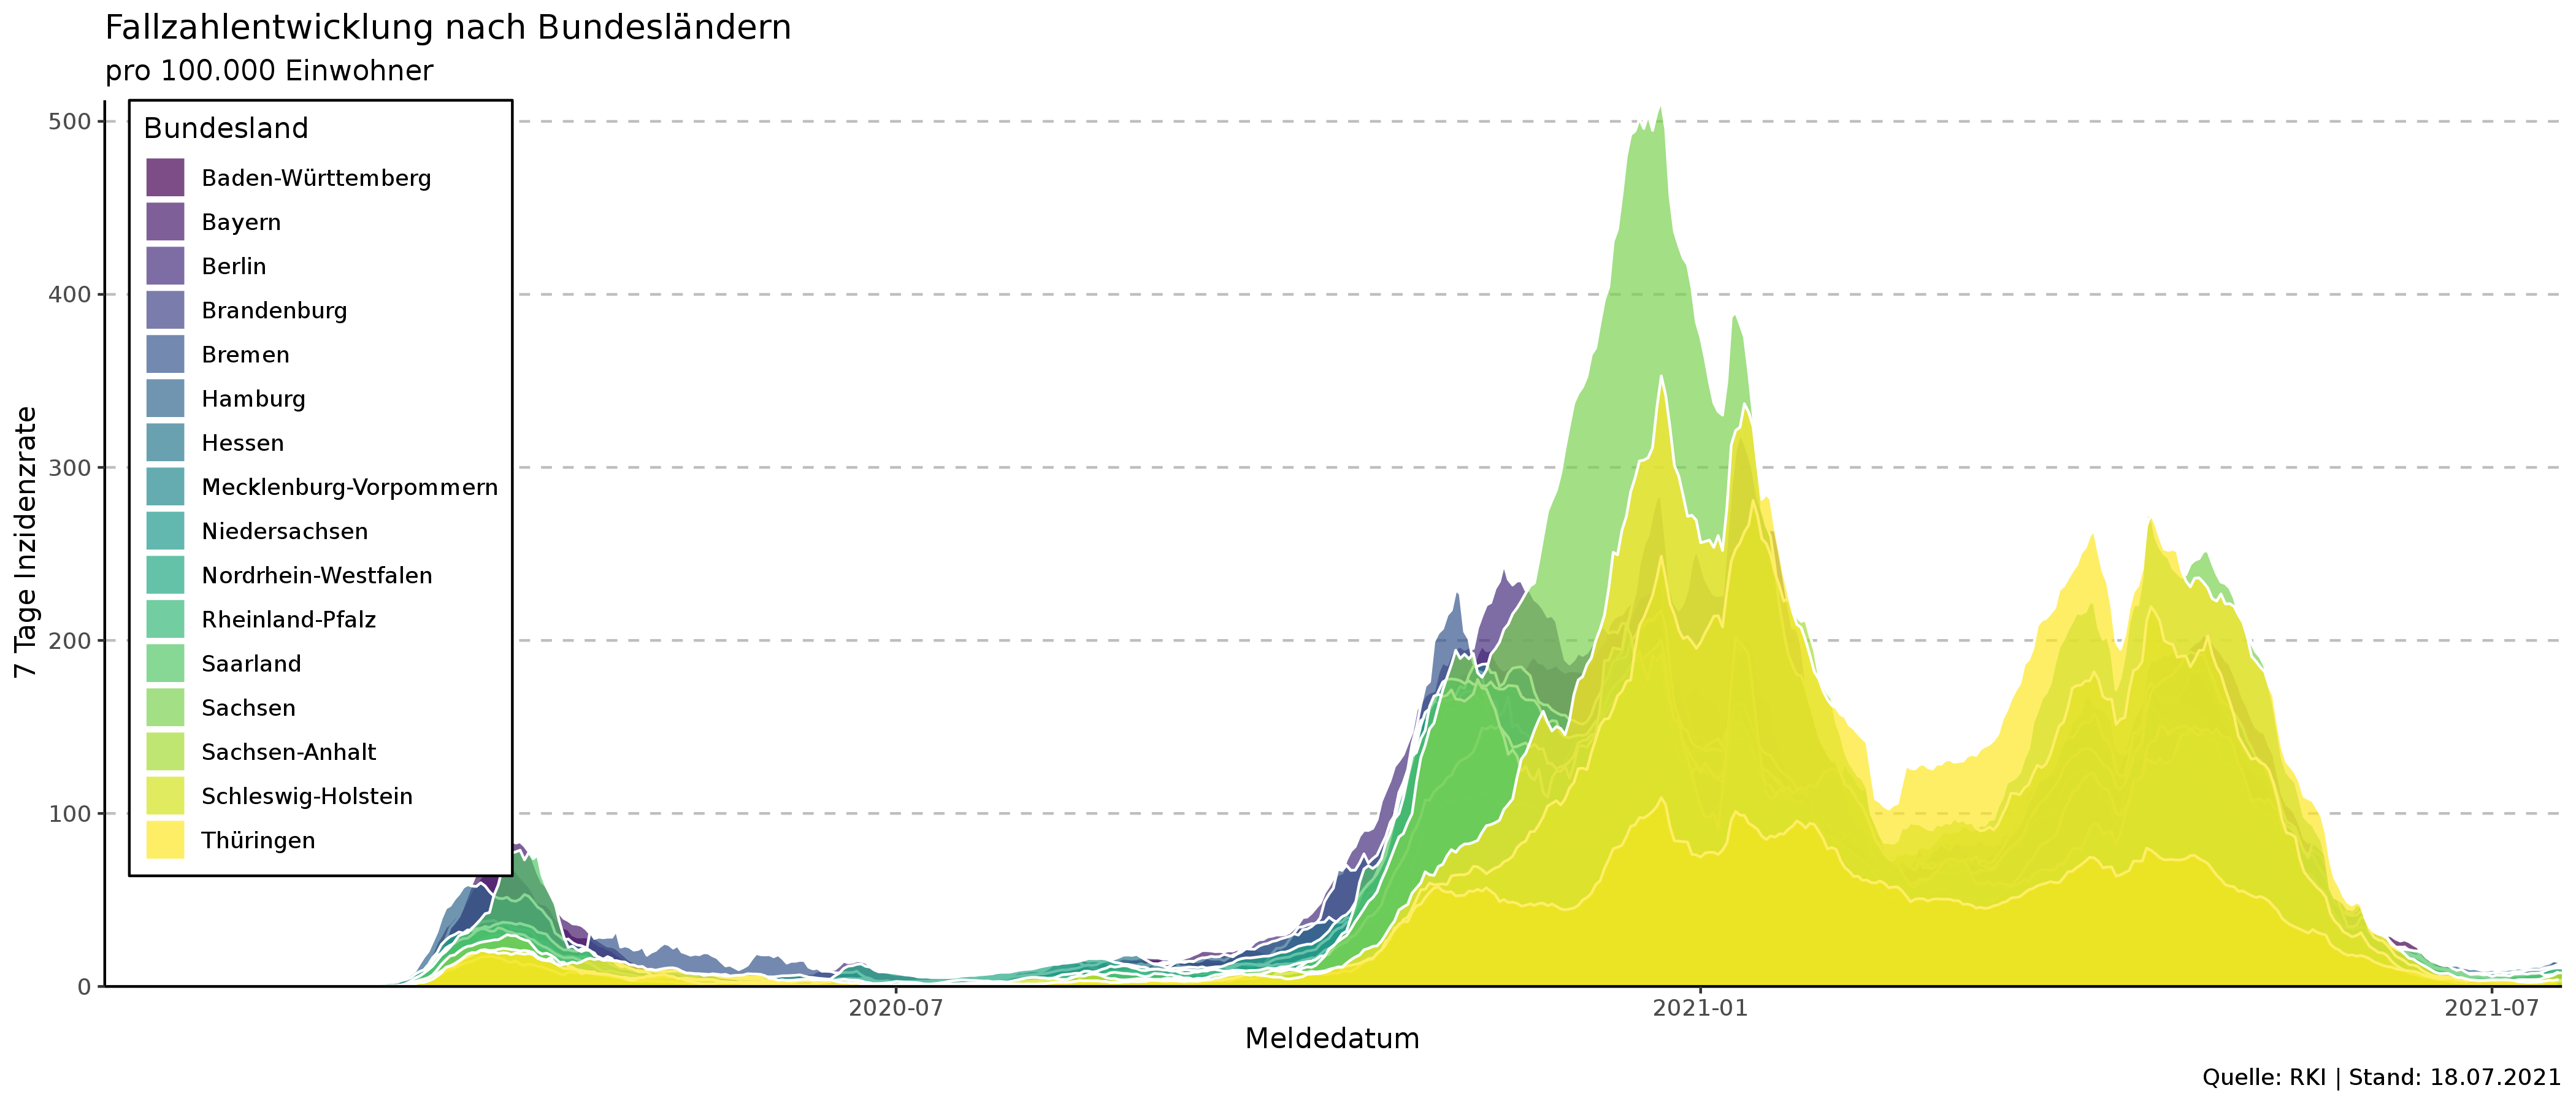 Fallzahlentwicklung nach Bundesländern
pro 100.000 Einwohner
7 Tage Inzidenzrate
500
400
300
200
100
0
Bundesland
Baden-Württemberg
Bayern
Berlin
Brandenburg
Bremen
Hamburg
Hessen
Mecklenburg-Vorpommern
Niedersachsen
Nordrhein-Westfalen
Rheinland-Pfalz
Saarland
Sachsen
Sachsen-Anhalt
Schleswig-Holstein
Thüringen
2020-07
2021-01
2021-07
Meldedatum
Quelle: RKI | Stand: 18.07.2021